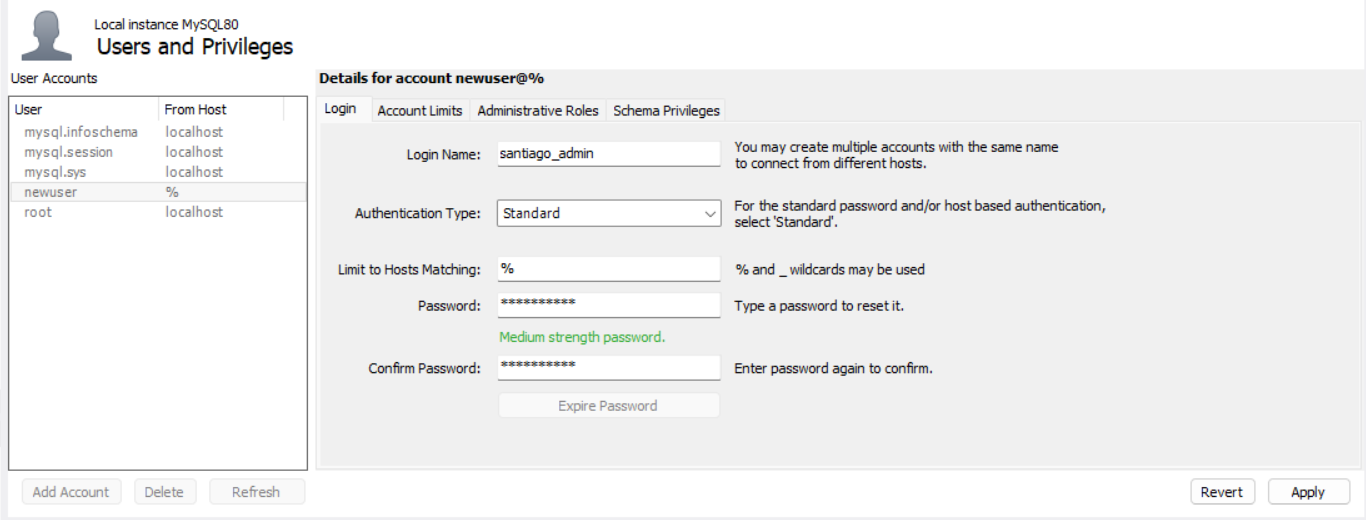 Local instance MySQL80
Users and Privileges
User Accounts
User From Host
mysql.infoschema localhost
mysql.session localhost
mysql.sys localhost
newuser %
root localhost
Add Account Delete Refresh
Details for account newuser@%
Login Account Limits Administrative Roles Schema Privileges
Login Name: santiago_admin You may create multiple accounts with the same name
to connect from different hosts.
Authentication Type: Standard For the standard password and/or host based authentication,
select 'Standard'.
Limit to Hosts Matching: % % and _ wildcards may be used
Password: ********** Type a password to reset it.
Medium strength password.
Confirm Password: ********** Enter password again to confirm.
Expire Password
Revert Apply